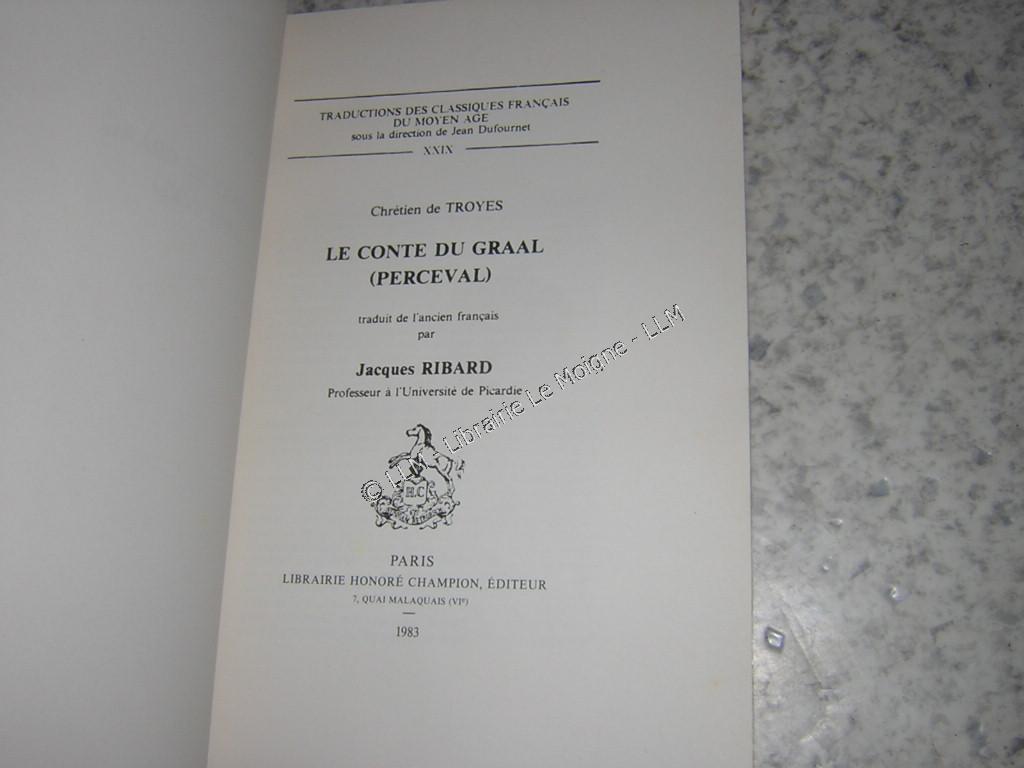 TRADUCTIONS DES CLASSIQUES FRANÇAIS
DU MOYEN AGE
sous la direction de Jean Dufournet
XXIX
Chrétien de TROYES
LE CONTE DU GRAAL
(PERCEVAL)
traduit de l'ancien français
par
Jacques RIBARD
Professeur à l'Université de Picardie
© LLM - Librairie Le Moigne - LLM
H.C
PARIS
LIBRAIRIE HONORÉ CHAMPION, ÉDITEUR
7, QUAI MALAQUAIS (VIᵉ)
1983